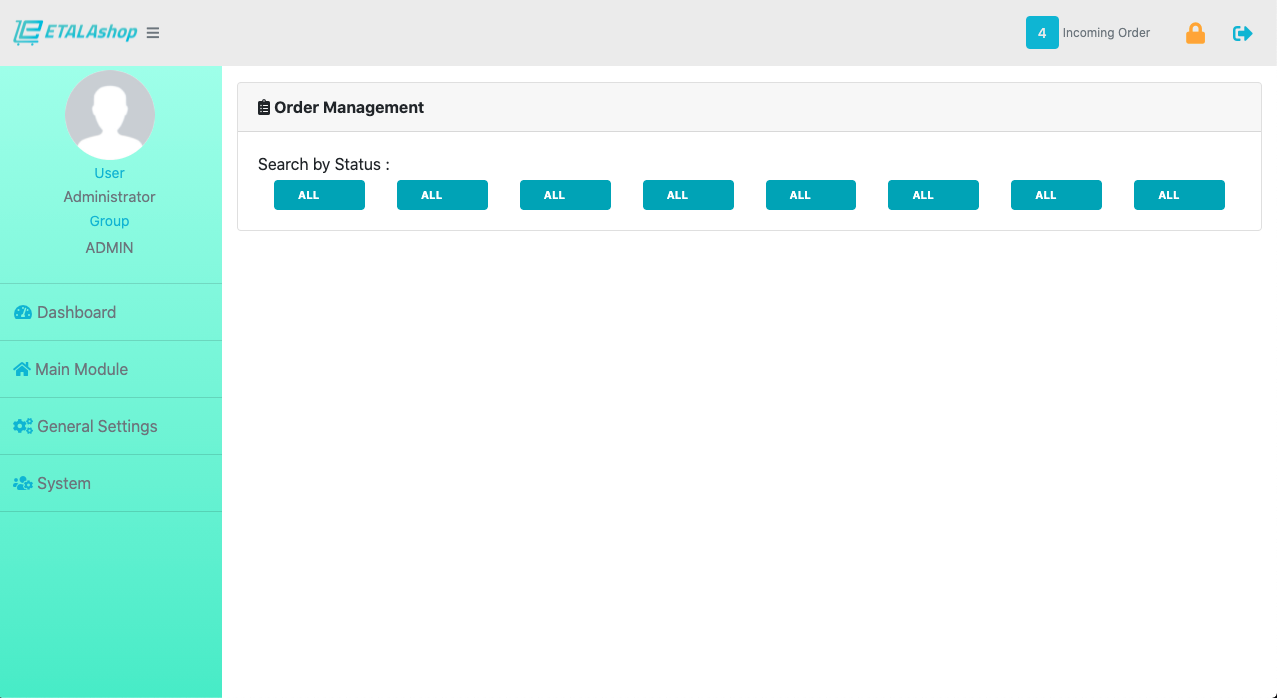 ETALAshop
4 Incoming Order
User
Administrator
Group
ADMIN
Dashboard
Main Module
General Settings
System
Order Management
Search by Status :
ALL ALL ALL ALL ALL ALL ALL ALL